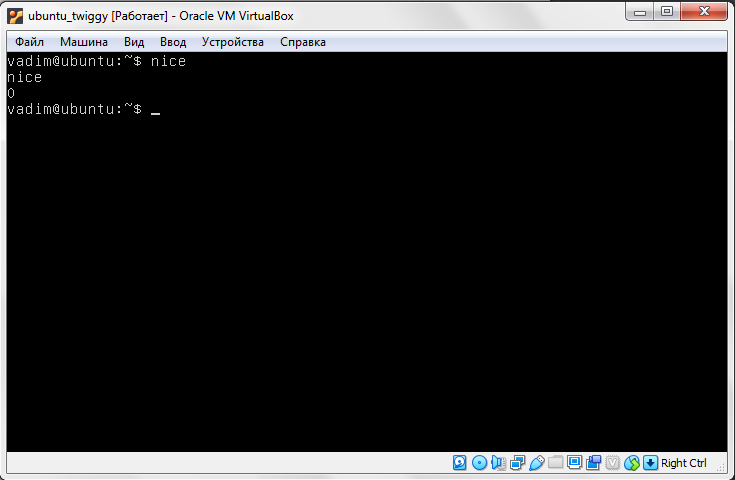 ubuntu_twiggy [Работает] - Oracle VM VirtualBox
Файл Машина Вид Ввод Устройства Справка
vadim@ubuntu:~$ nice
nice
0
vadim@ubuntu:~$ _
Right Ctrl